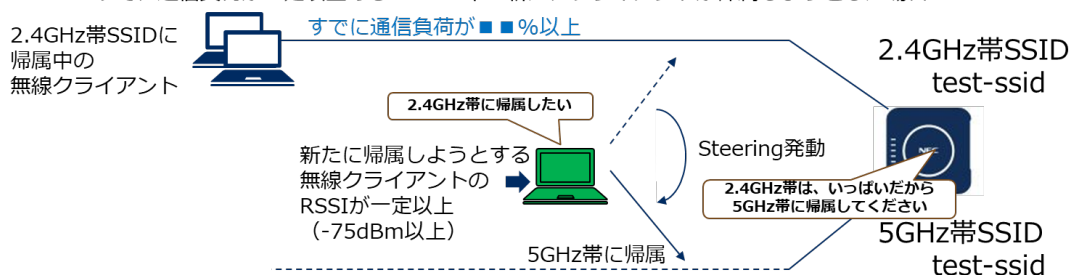 2.4GHz帯SSIDに
帰属中の
無線クライアント
すでに通信負荷が■■%以上
2.4GHz帯SSID
test-ssid
2.4GHz帯に帰属したい
新たに帰属しようとする
無線クライアントの
RSSIが一定以上
(-75dBm以上)
Steering発動
NEC
2.4GHz帯は、いっぱいだから
5GHz帯に帰属してください
5GHz帯に帰属
5GHz帯SSID
test-ssid